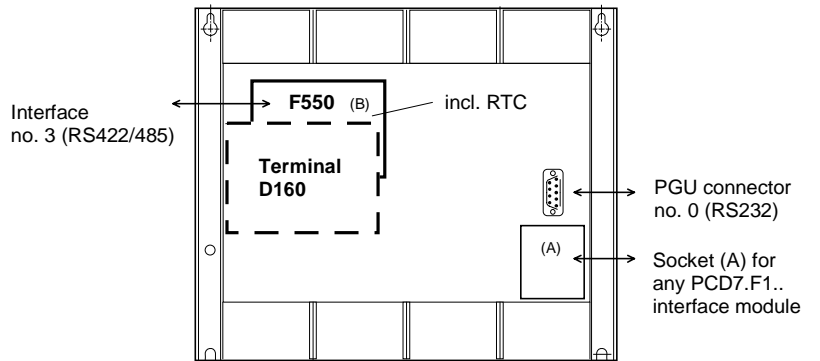 F550 (B)
incl. RTC
Interface
no. 3 (RS422/485)
Terminal
D160
PGU connector
no. 0 (RS232)
(A)
Socket (A) for
any PCD7.F1..
interface module